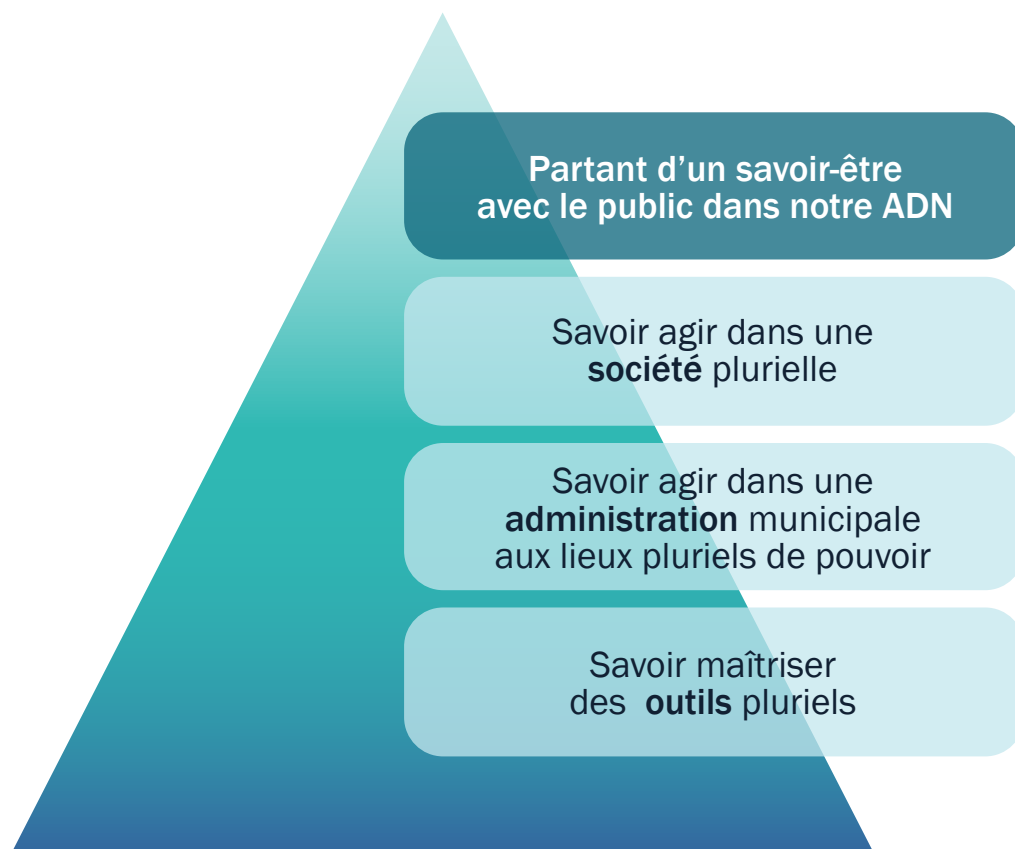 Partant d’un savoir-être
avec le public dans notre ADN
Savoir agir dans une
société plurielle
Savoir agir dans une
administration municipale
aux lieux pluriels de pouvoir
Savoir maîtriser
des outils pluriels